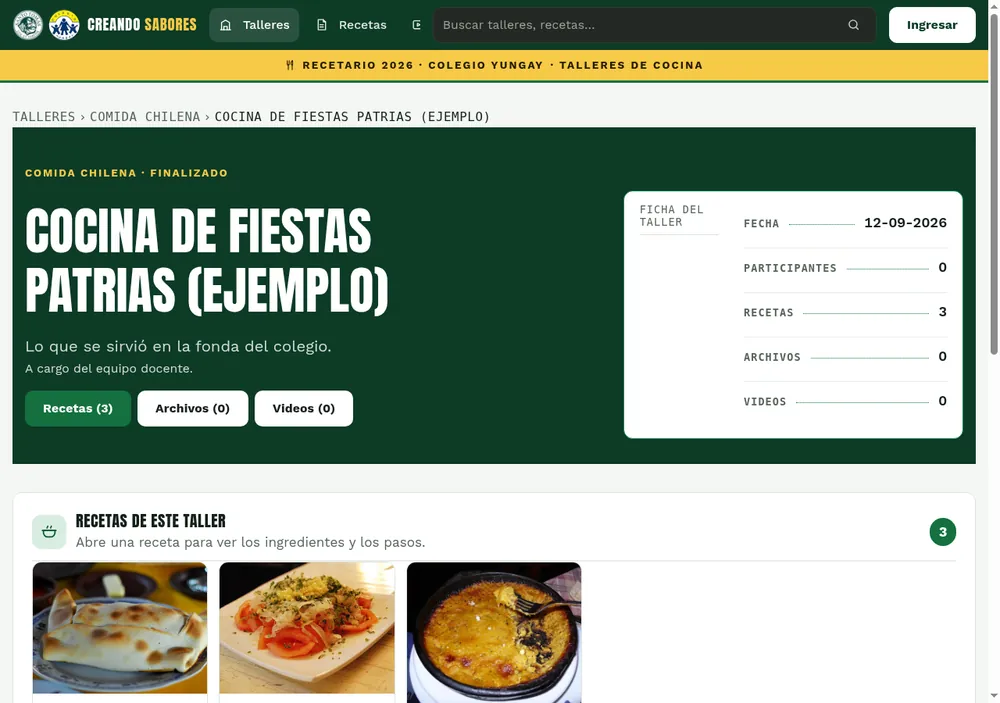 CREANDO SABORES
Talleres
Recetas
Buscar talleres, recetas...
Ingresar
RECETARIO 2026 · COLEGIO YUNGAY · TALLERES DE COCINA
TALLERES › COMIDA CHILENA › COCINA DE FIESTAS PATRIAS (EJEMPLO)
COMIDA CHILENA · FINALIZADO
COCINA DE FIESTAS
PATRIAS (EJEMPLO)
Lo que se sirvió en la fonda del colegio.
A cargo del equipo docente.
Recetas (3)
Archivos (0)
Videos (0)
FICHA DEL
TALLER
FECHA 12-09-2026
PARTICIPANTES 0
RECETAS 3
ARCHIVOS 0
VIDEOS 0
RECETAS DE ESTE TALLER
Abre una receta para ver los ingredientes y los pasos.
3